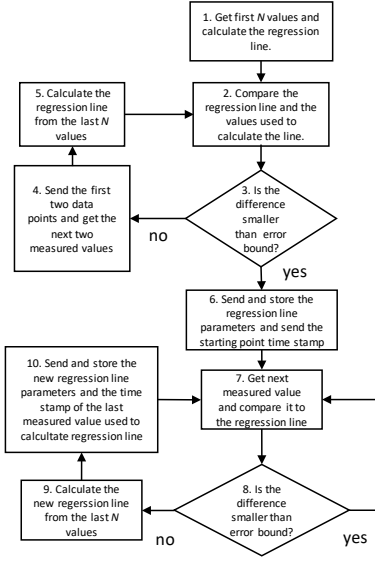 1. Get first N values and
calculate the regression
line.
5. Calculate the
regression line
from the last N
values
2. Compare the
regression line and the
values used to
calculate the line.
4. Send the first
two data
points and get the
next two
measured values
3. Is the
difference
smaller
than error
bound?
no
yes
6. Send and store the
regression line
parameters and send the
starting point time stamp
10. Send and store the
new regression line
parameters and the time
stamp of the last
measured value used to
calcultate regression line
7. Get next
measured value
and compare it to
the regression line
9. Calculate the
new regerssion line
from the last N
values
8. Is the
difference
smaller than
error bound?
no
yes